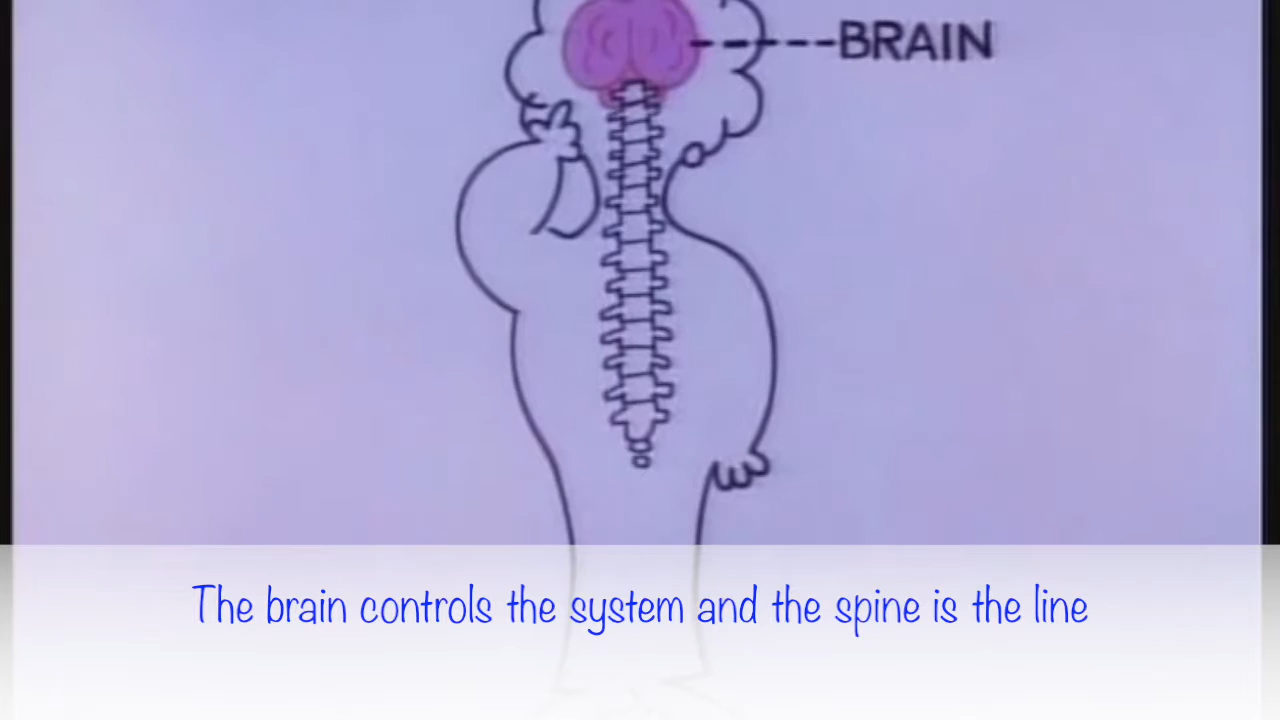 BRAIN
The brain controls the system and the spine is the line